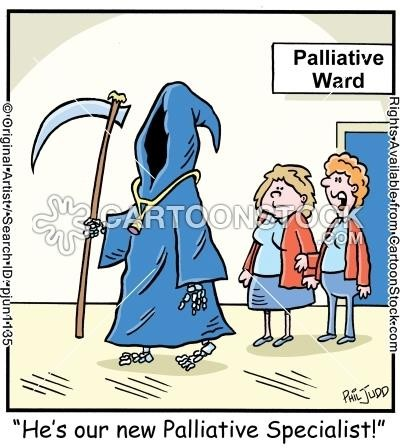 Palliative
Ward
© Original Artist / Search ID: pjun1135
Rights Available from CartoonStock.com
CARTOONSTOCK
.COM
PHIL JUDD
"He's our new Palliative Specialist!"